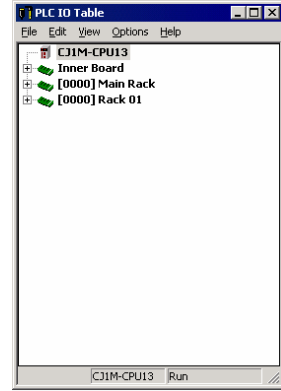 PLC IO Table
File Edit View Options Help
CJ1M-CPU13
Inner Board
[0000] Main Rack
[0000] Rack 01
CJ1M-CPU13 Run